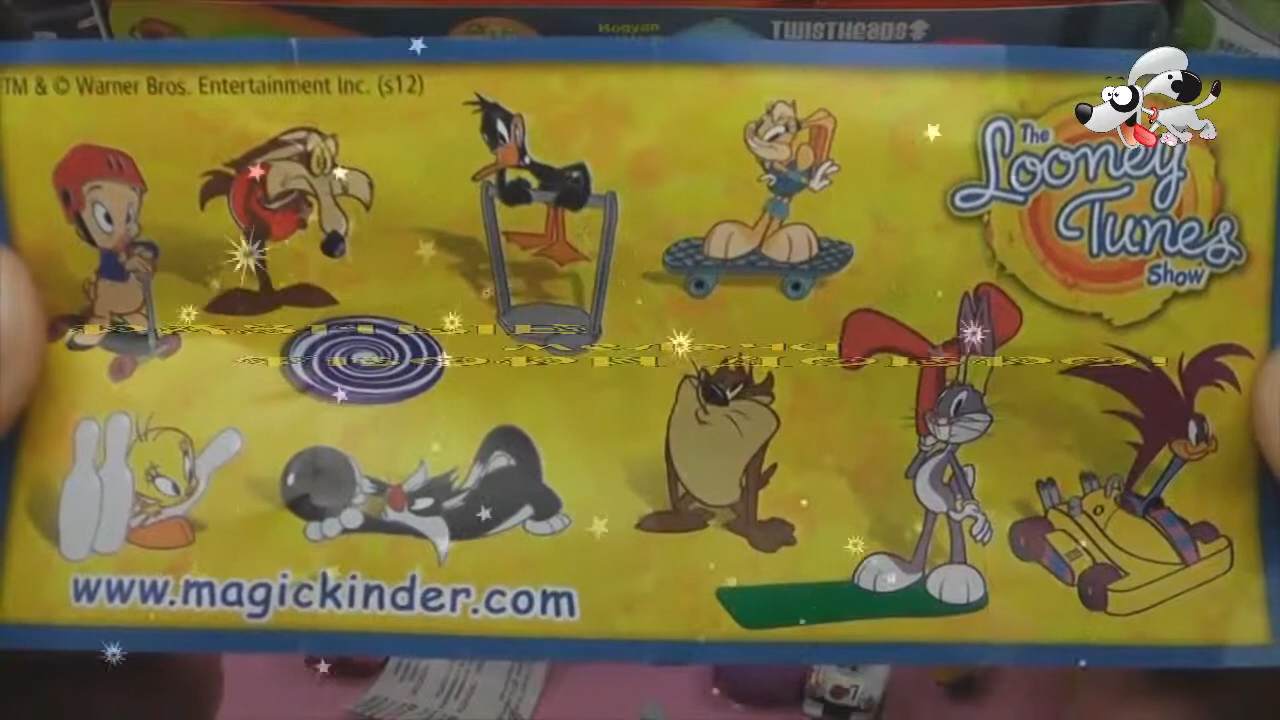 TWISTHEADS
TM & © Warner Bros. Entertainment Inc. (s12)
The
Looney
Tunes
Show
www.magickinder.com